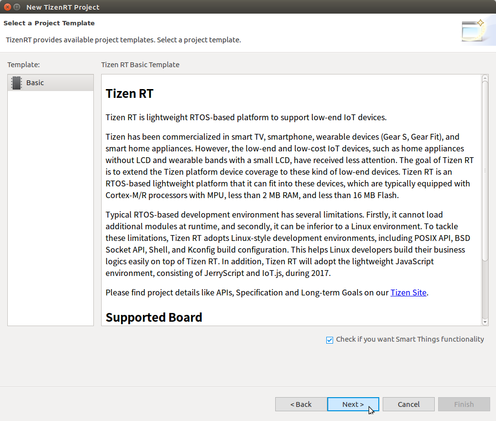 New TizenRT Project
Select a Project Template
TizenRT provides available project templates. Select a project template.
Template:
Basic
TizenRT Basic Template
Tizen RT
Tizen RT is lightweight RTOS-based platform to support low-end IoT devices.
Tizen has been commercialized in smart TV, smartphone, wearable devices (Gear S, Gear Fit), and
smart home appliances. However, the low-end and low-cost IoT devices, such as home appliances
without LCD and wearable bands with a small LCD, have received less attention. The goal of Tizen RT
is to extend the Tizen platform device coverage to these kind of low-end devices. Tizen RT is an
RTOS-based lightweight platform that it can fit into these devices, which are typically equipped with
Cortex-M/R processors with MPU, less than 2 MB RAM, and less than 16 MB Flash.
Typical RTOS-based development environment has several limitations. Firstly, it cannot load
additional modules at runtime, and secondly, it can be inferior to a Linux environment. To tackle
these limitations, Tizen RT adopts Linux-style development environments, including POSIX API, BSD
Socket API, Shell, and Kconfig build configuration. This helps Linux developers build their business
logics easily on top of Tizen RT. In addition, Tizen RT will adopt the lightweight JavaScript
environment, consisting of JerryScript and IoT.js, during 2017.
Please find project details like APIs, Specification and Long-term Goals on our Tizen Site.
Supported Board
Check if you want Smart Things functionality
< Back
Next >
Cancel
Finish